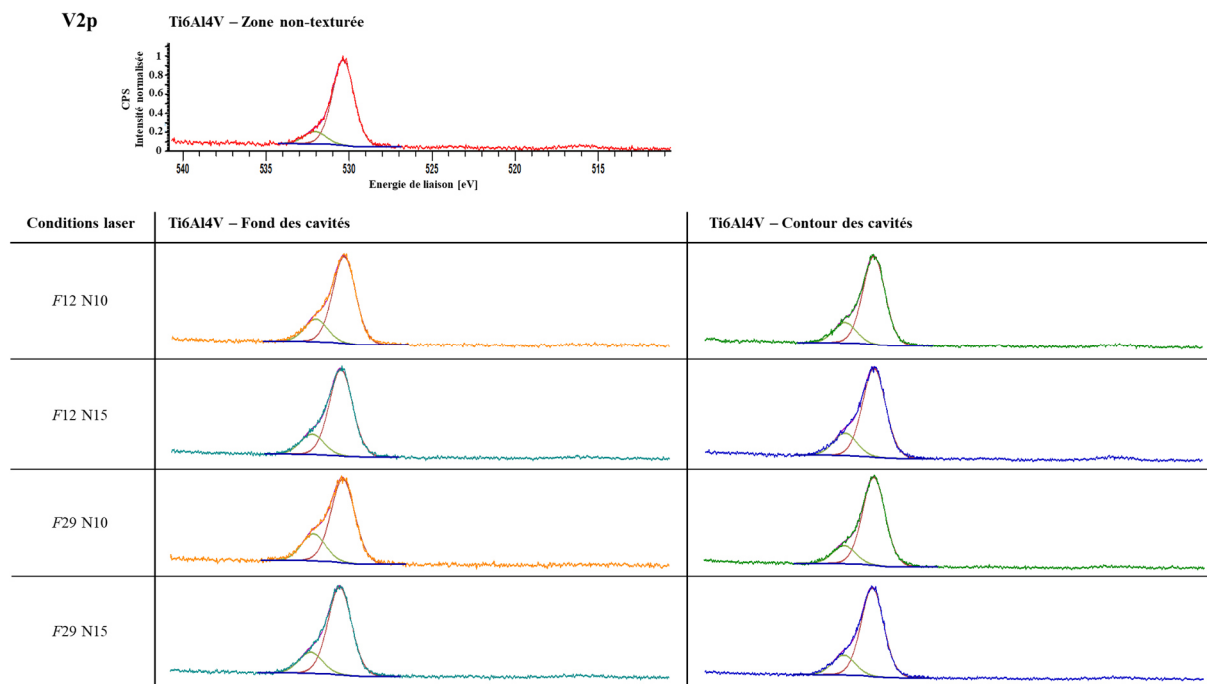 V2p
Ti6Al4V – Zone non-texturée
CPS
Intensité normalisée
1
0.8
0.6
0.4
0.2
0
540 535 530 525 520 515
Energie de liaison [eV]
Conditions laser Ti6Al4V – Fond des cavités Ti6Al4V – Contour des cavités
F12 N10
F12 N15
F29 N10
F29 N15